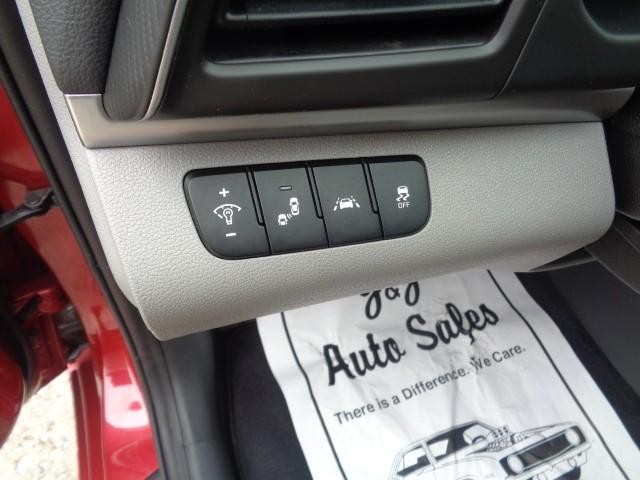 OFF
J&J
Auto Sales
There is a Difference. We Care.